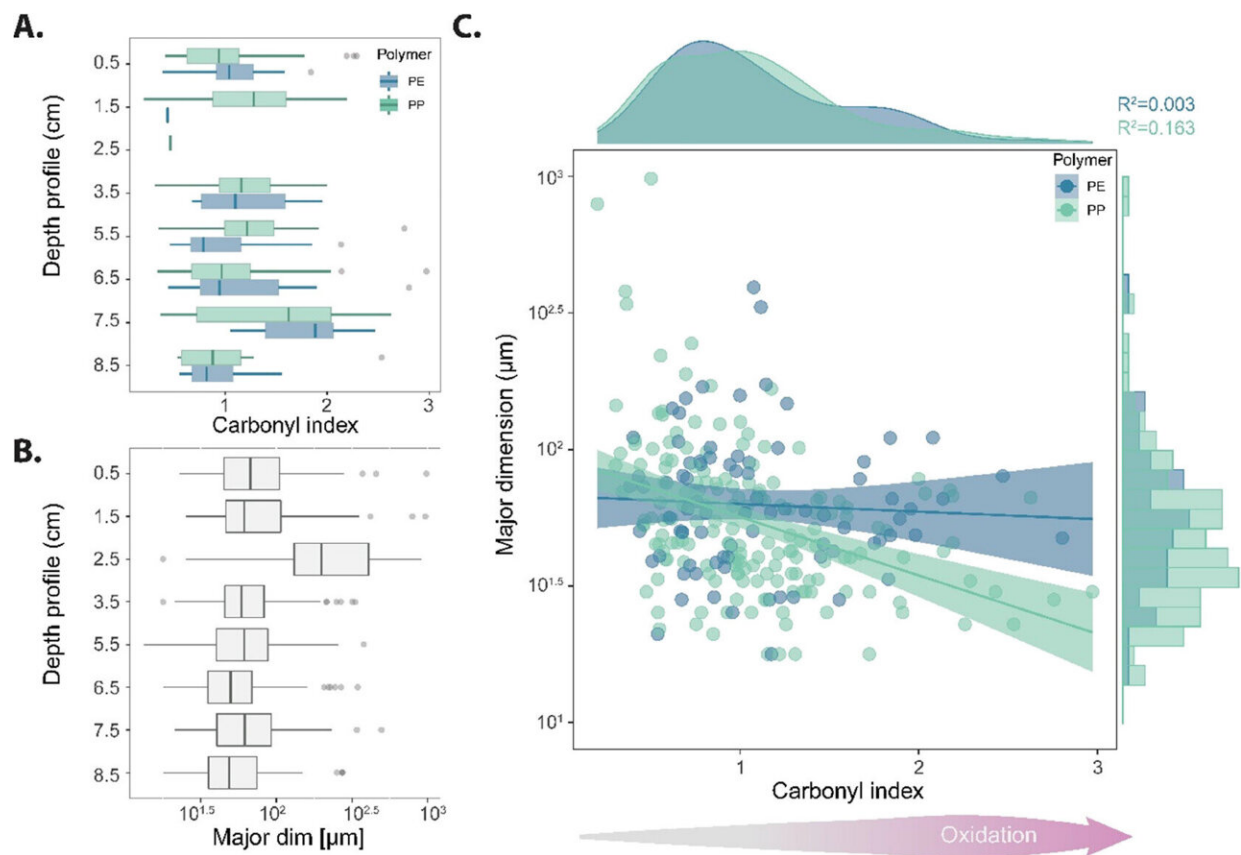 A.
Depth profile (cm)
0.5
1.5
2.5
3.5
5.5
6.5
7.5
8.5
Polymer
PE
PP
1
2
3
Carbonyl index
B.
Depth profile (cm)
0.5
1.5
2.5
3.5
5.5
6.5
7.5
8.5
10^1.5
10^2
10^2.5
10^3
Major dim [µm]
C.
R²=0.003
R²=0.163
Polymer
PE
PP
Major dimension (µm)
10^3
10^2.5
10^2
10^1.5
10^1
1
2
3
Carbonyl index
Oxidation